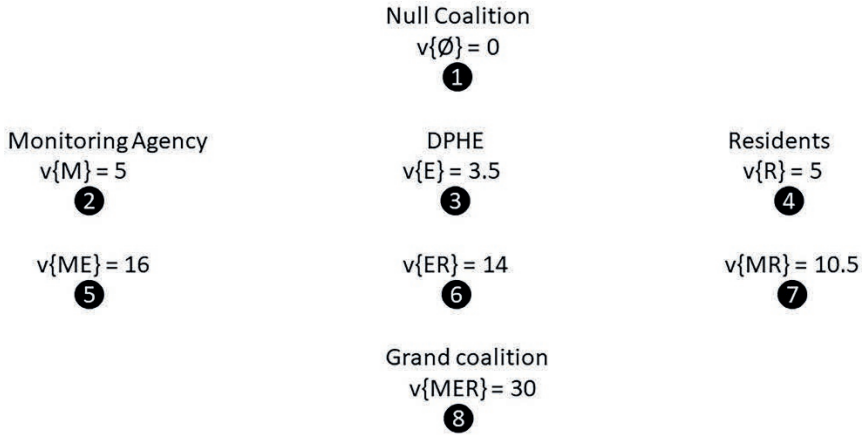 Null Coalition
v{Ø} = 0
1
Monitoring Agency DPHE Residents
v{M} = 5 v{E} = 3.5 v{R} = 5
2 3 4
v{ME} = 16 v{ER} = 14 v{MR} = 10.5
5 6 7
Grand coalition
v{MER} = 30
8